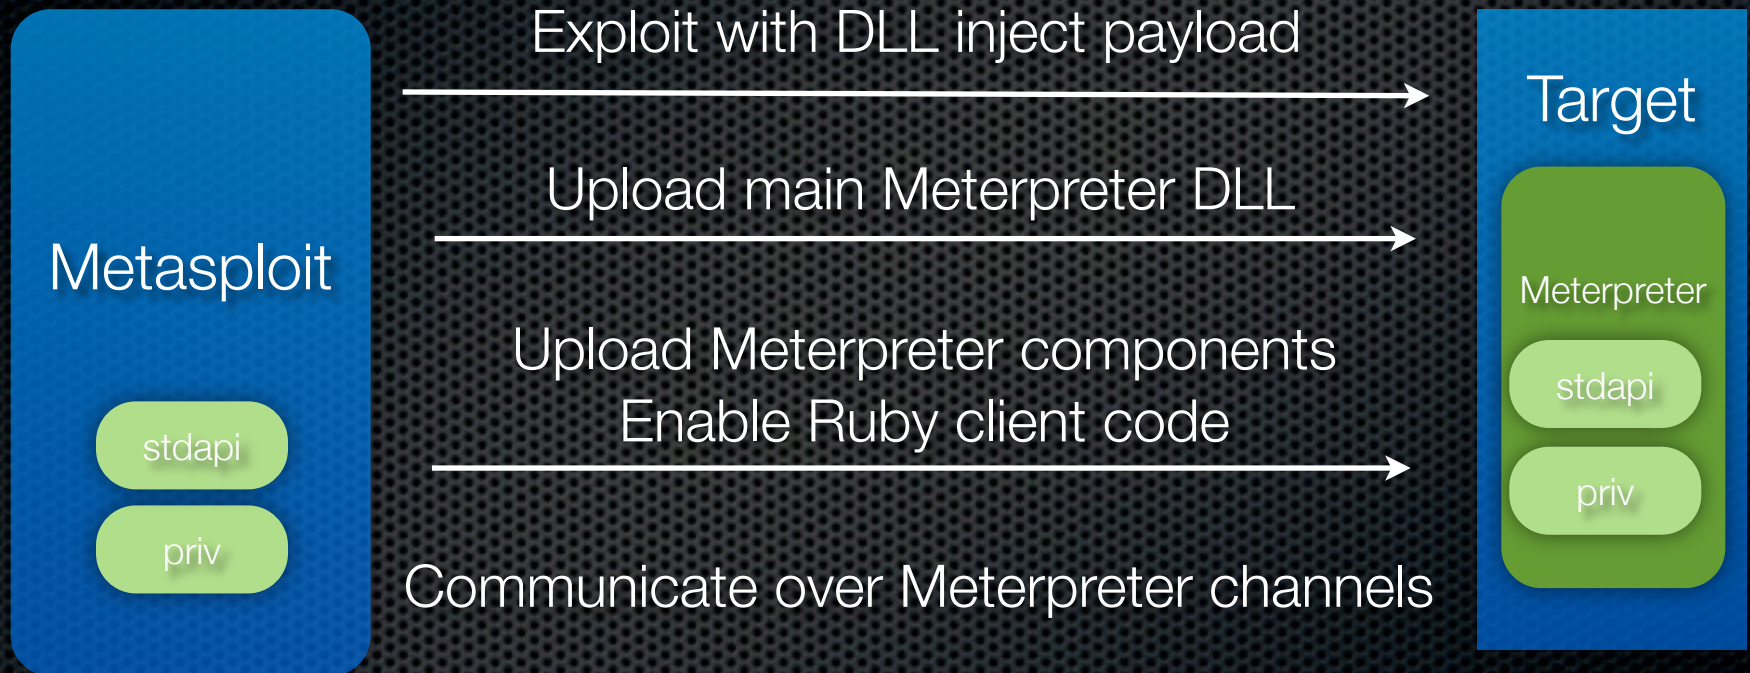 Metasploit
stdapi
priv
Exploit with DLL inject payload
Upload main Meterpreter DLL
Upload Meterpreter components
Enable Ruby client code
Communicate over Meterpreter channels
Target
Meterpreter
stdapi
priv